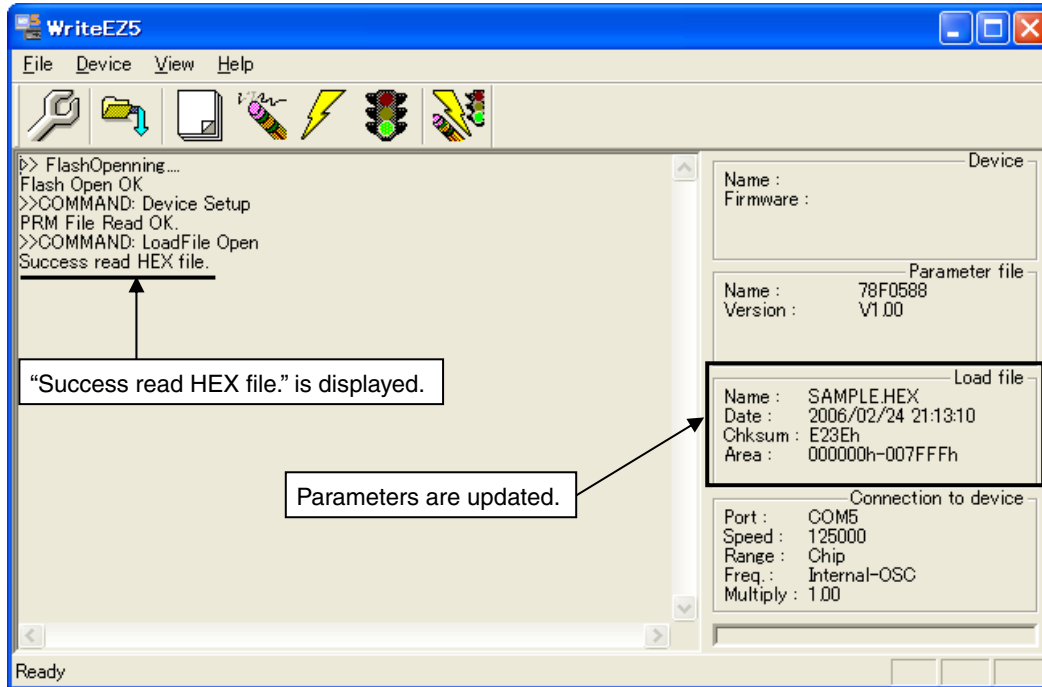 WriteEZ5
File Device View Help
>> FlashOpenning....
Flash Open OK
>>COMMAND: Device Setup
PRM File Read OK.
>>COMMAND: LoadFile Open
Success read HEX file.
“Success read HEX file.” is displayed.
Parameters are updated.
Device
Name :
Firmware :
Parameter file
Name : 78F0588
Version : V1.00
Load file
Name : SAMPLE.HEX
Date : 2006/02/24 21:13:10
Chksum : E23Eh
Area : 000000h-007FFFh
Connection to device
Port : COM5
Speed : 125000
Range : Chip
Freq. : Internal-OSC
Multiply : 1.00
Ready